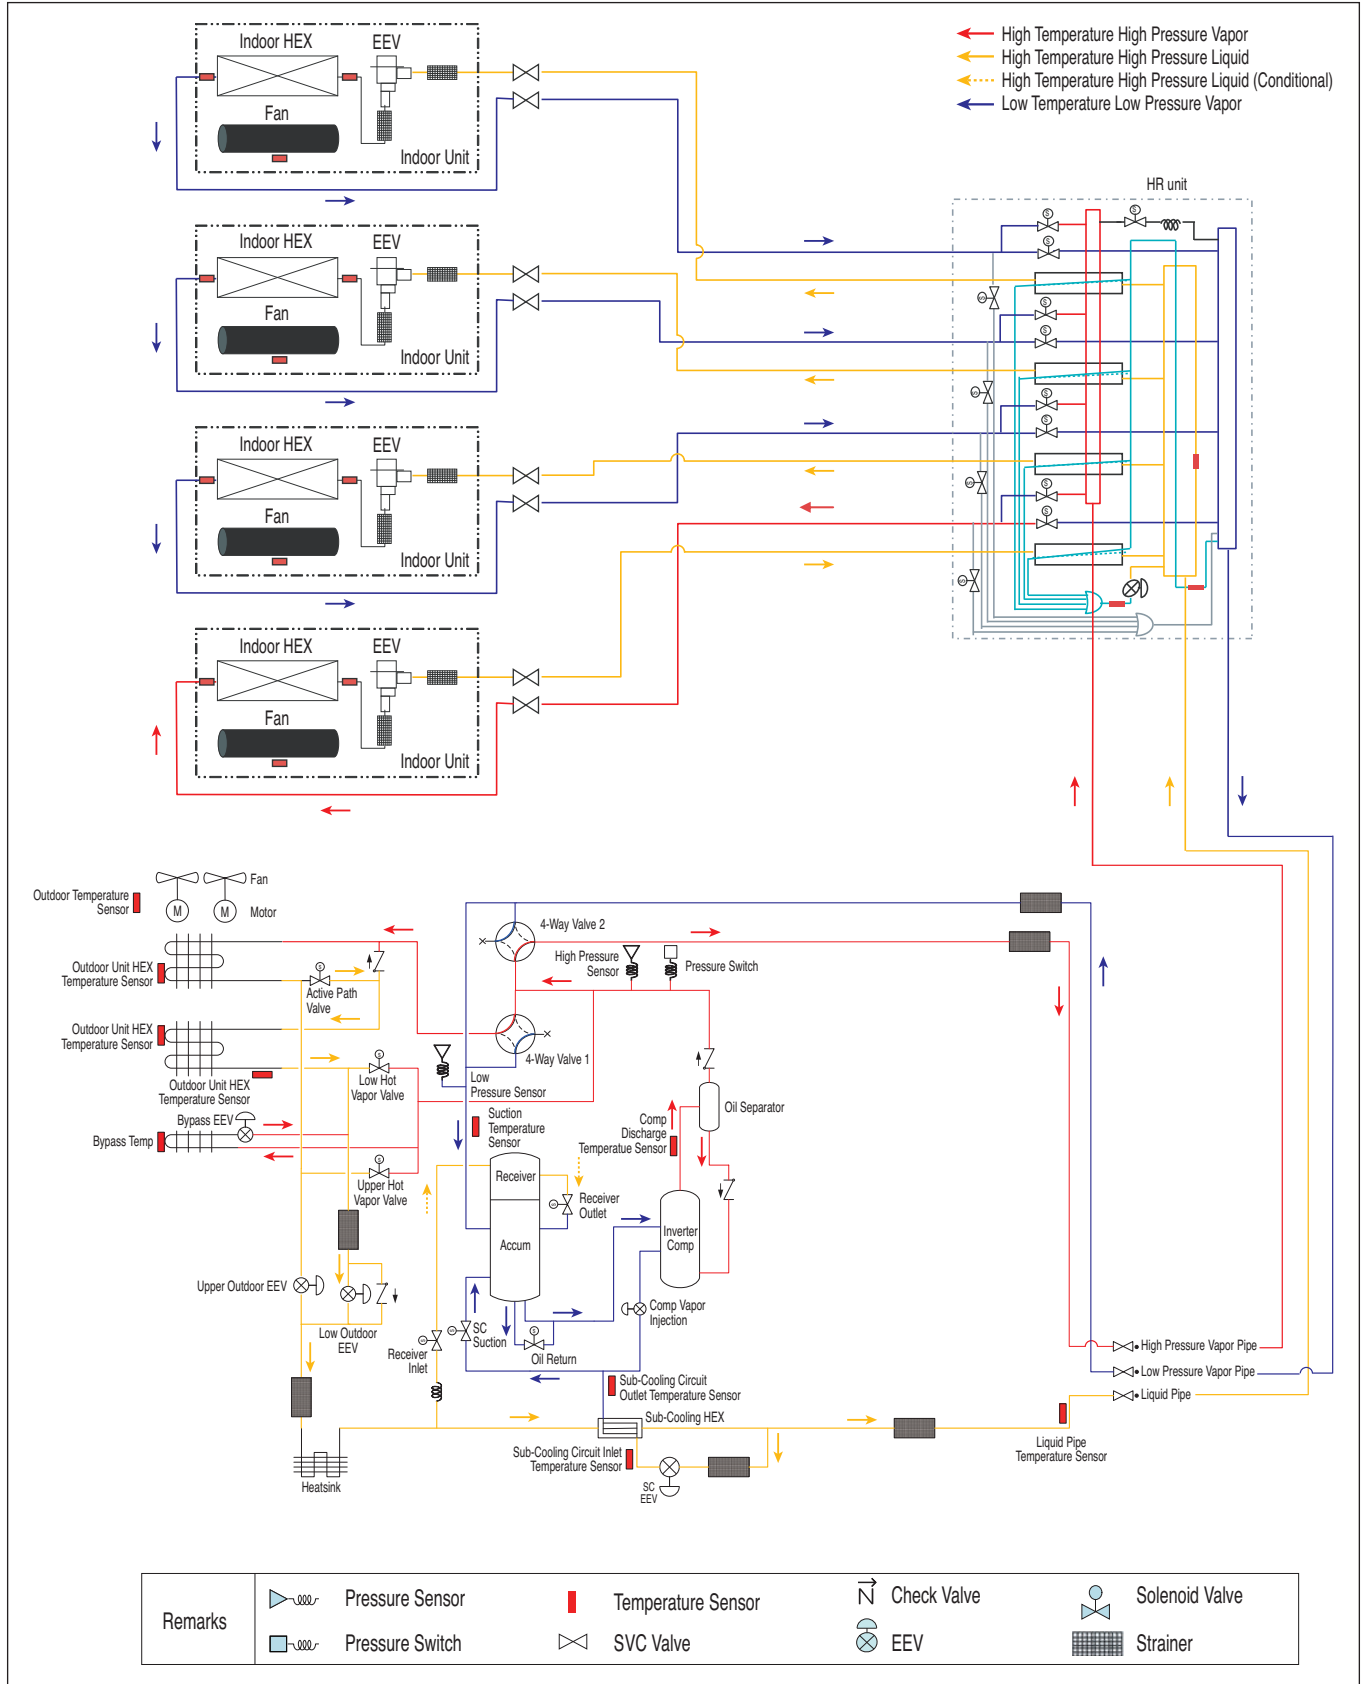 High Temperature High Pressure Vapor
High Temperature High Pressure Liquid
High Temperature High Pressure Liquid (Conditional)
Low Temperature Low Pressure Vapor
Indoor HEX
EEV
Fan
Indoor Unit
Indoor HEX
EEV
Fan
Indoor Unit
Indoor HEX
EEV
Fan
Indoor Unit
Indoor HEX
EEV
Fan
Indoor Unit
HR unit
S
S
S
S
S
S
S
S
S
S
S
S
S
Outdoor Temperature
Sensor
Fan
M
M
Motor
Outdoor Unit HEX
Temperature Sensor
S
Active Path
Valve
Outdoor Unit HEX
Temperature Sensor
Outdoor Unit HEX
Temperature Sensor
S
Low Hot
Vapor Valve
Bypass EEV
Bypass Temp
S
Upper Hot
Vapor Valve
4-Way Valve 2
High Pressure
Sensor
Pressure Switch
4-Way Valve 1
Low
Pressure Sensor
Suction
Temperature
Sensor
Comp
Discharge
Temperatue Sensor
Oil Separator
Receiver
S
Receiver
Outlet
Accum
Inverter
Comp
Upper Outdoor EEV
Low Outdoor
EEV
S
Receiver
Inlet
S
SC
Suction
S
Oil Return
Comp Vapor
Injection
Sub-Cooling Circuit
Outlet Temperature Sensor
Sub-Cooling HEX
Sub-Cooling Circuit Inlet
Temperature Sensor
SC
EEV
Heatsink
High Pressure Vapor Pipe
Low Pressure Vapor Pipe
Liquid Pipe
Liquid Pipe
Temperature Sensor
Remarks
Pressure Sensor
Temperature Sensor
Check Valve
Solenoid Valve
Pressure Switch
SVC Valve
EEV
Strainer